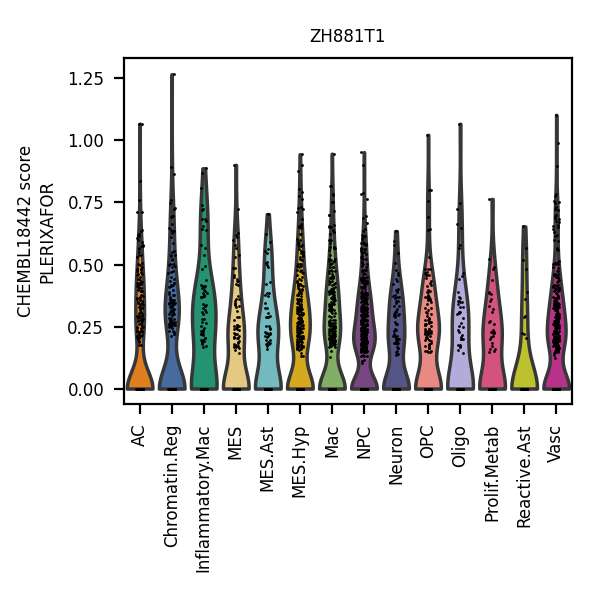 ZH881T1
CHEMBL18442 score
PLERIXAFOR
1.25
1.00
0.75
0.50
0.25
0.00
AC
Chromatin.Reg
Inflammatory.Mac
MES
MES.Ast
MES.Hyp
Mac
NPC
Neuron
OPC
Oligo
Prolif.Metab
Reactive.Ast
Vasc